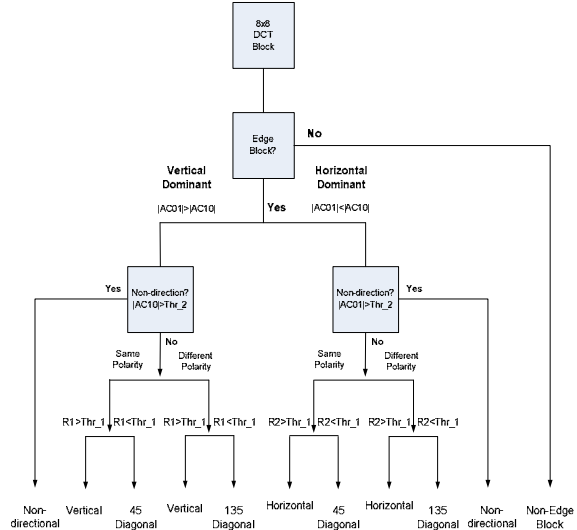 8x8
DCT
Block
Edge
Block?
No
Vertical
Dominant
Horizontal
Dominant
|AC01|>|AC10|
Yes
|AC01|<|AC10|
Non-direction?
|AC10|>Thr_2
Yes
Non-direction?
|AC01|>Thr_2
Yes
No
Same
Polarity
Different
Polarity
No
Same
Polarity
Different
Polarity
R1>Thr_1
R1<Thr_1
R1>Thr_1
R1<Thr_1
R2>Thr_1
R2<Thr_1
R2>Thr_1
R2<Thr_1
Non-
directional
Vertical
45
Diagonal
Vertical
135
Diagonal
Horizontal
45
Diagonal
Horizontal
135
Diagonal
Non-
directional
Non-Edge
Block